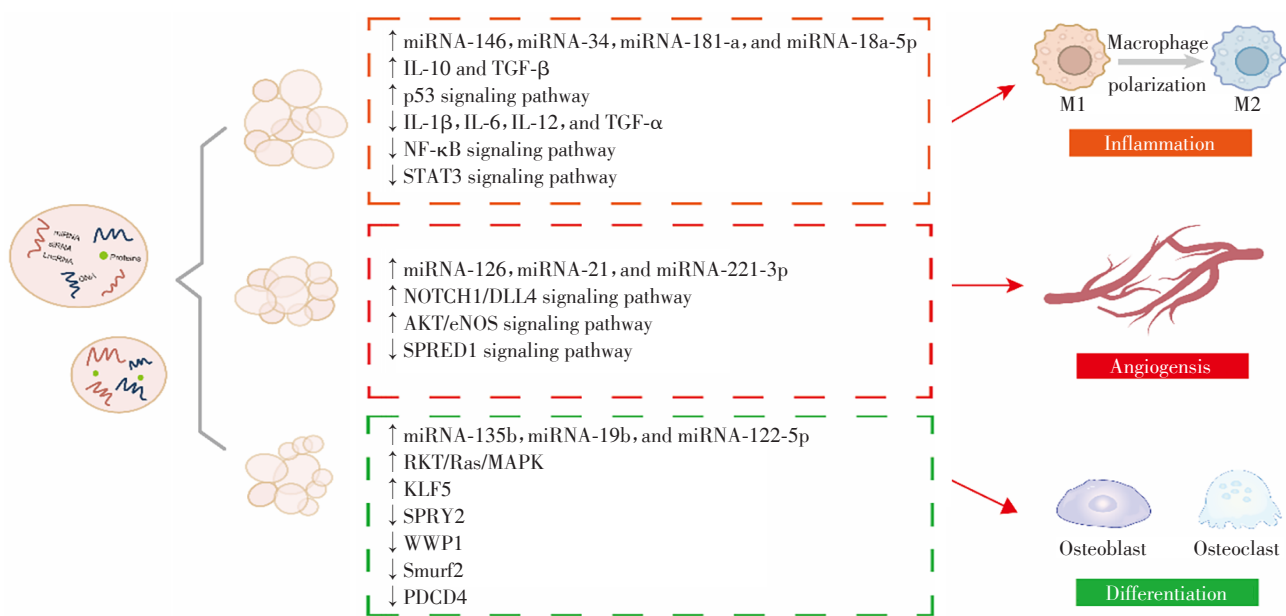 miRNA
siRNA
LncRNA
Proteins
↑ miRNA-146, miRNA-34, miRNA-181-a, and miRNA-18a-5p
↑ IL-10 and TGF-β
↑ p53 signaling pathway
↓ IL-1β, IL-6, IL-12, and TGF-α
↓ NF-κB signaling pathway
↓ STAT3 signaling pathway
Macrophage
polarization
M1
M2
Inflammation
↑ miRNA-126, miRNA-21, and miRNA-221-3p
↑ NOTCH1/DLL4 signaling pathway
↑ AKT/eNOS signaling pathway
↓ SPRED1 signaling pathway
Angiogensis
↑ miRNA-135b, miRNA-19b, and miRNA-122-5p
↑ RKT/Ras/MAPK
↑ KLF5
↓ SPRY2
↓ WWP1
↓ Smurf2
↓ PDCD4
Osteoblast
Osteoclast
Differentiation